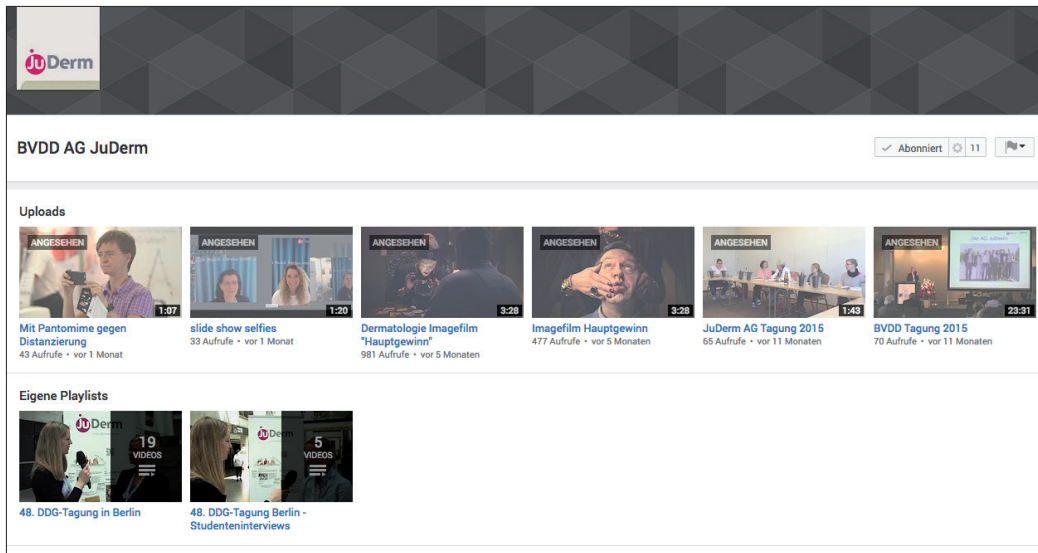 JuDerm
BVDD AG JuDerm
Abonniert 11
Uploads
ANGESEHEN
1:07
Mit Pantomime gegen
Distanzierung
43 Aufrufe • vor 1 Monat
ANGESEHEN
1:20
slide show selfies
33 Aufrufe • vor 1 Monat
ANGESEHEN
3:28
Dermatologie Imagefilm
"Hauptgewinn"
981 Aufrufe • vor 5 Monaten
ANGESEHEN
3:28
Imagefilm Hauptgewinn
477 Aufrufe • vor 5 Monaten
ANGESEHEN
1:43
JuDerm AG Tagung 2015
65 Aufrufe • vor 11 Monaten
ANGESEHEN
Die AG JuDerm
23:31
BVDD Tagung 2015
70 Aufrufe • vor 11 Monaten
Eigene Playlists
JuDerm
19
VIDEOS
48. DDG-Tagung in Berlin
JuDerm
5
VIDEOS
48. DDG-Tagung Berlin -
Studenteninterviews